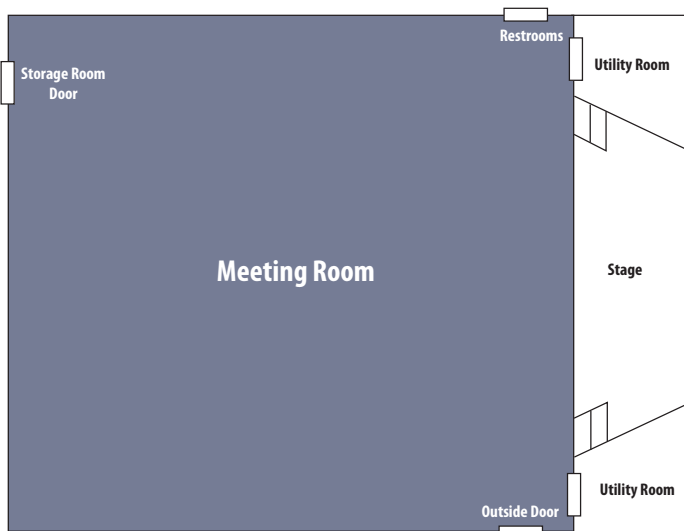 Restrooms
Utility Room
Storage Room
Door
Meeting Room
Stage
Utility Room
Outside Door